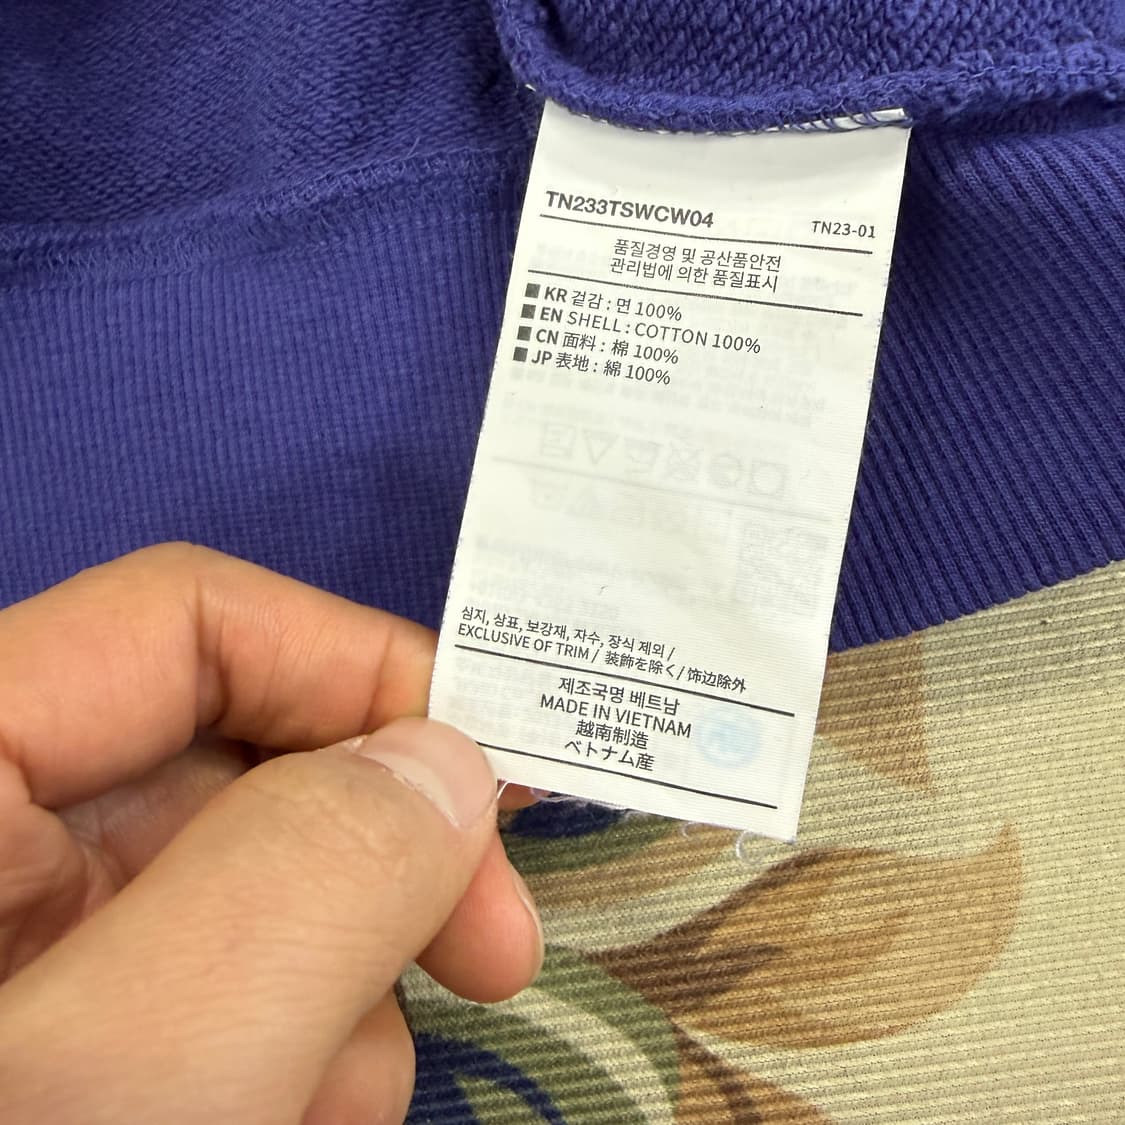 TN233TSWCW04
TN23-01
품질경영 및 공산품안전
관리법에 의한 품질표시
KR 겉감 : 면 100%
EN SHELL : COTTON 100%
CN 面料 : 棉 100%
JP 表地 : 綿 100%
심지, 상표, 보강재, 자수, 장식 제외 /
EXCLUSIVE OF TRIM / 装飾を除く / 饰边除外
제조국명 베트남
MADE IN VIETNAM
越南制造
ベトナム産